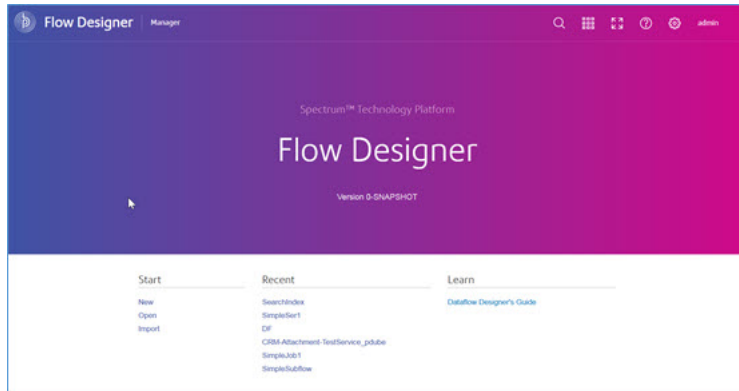 Flow Designer Manager admin
Spectrum™ Technology Platform
Flow Designer
Version 0-SNAPSHOT
Start Recent Learn
New SearchIndex Dataflow Designer's Guide
Open SimpleSer1
Import DF
CRM-Attachment-TestService_pdube
SimpleJob1
SimpleSubflow